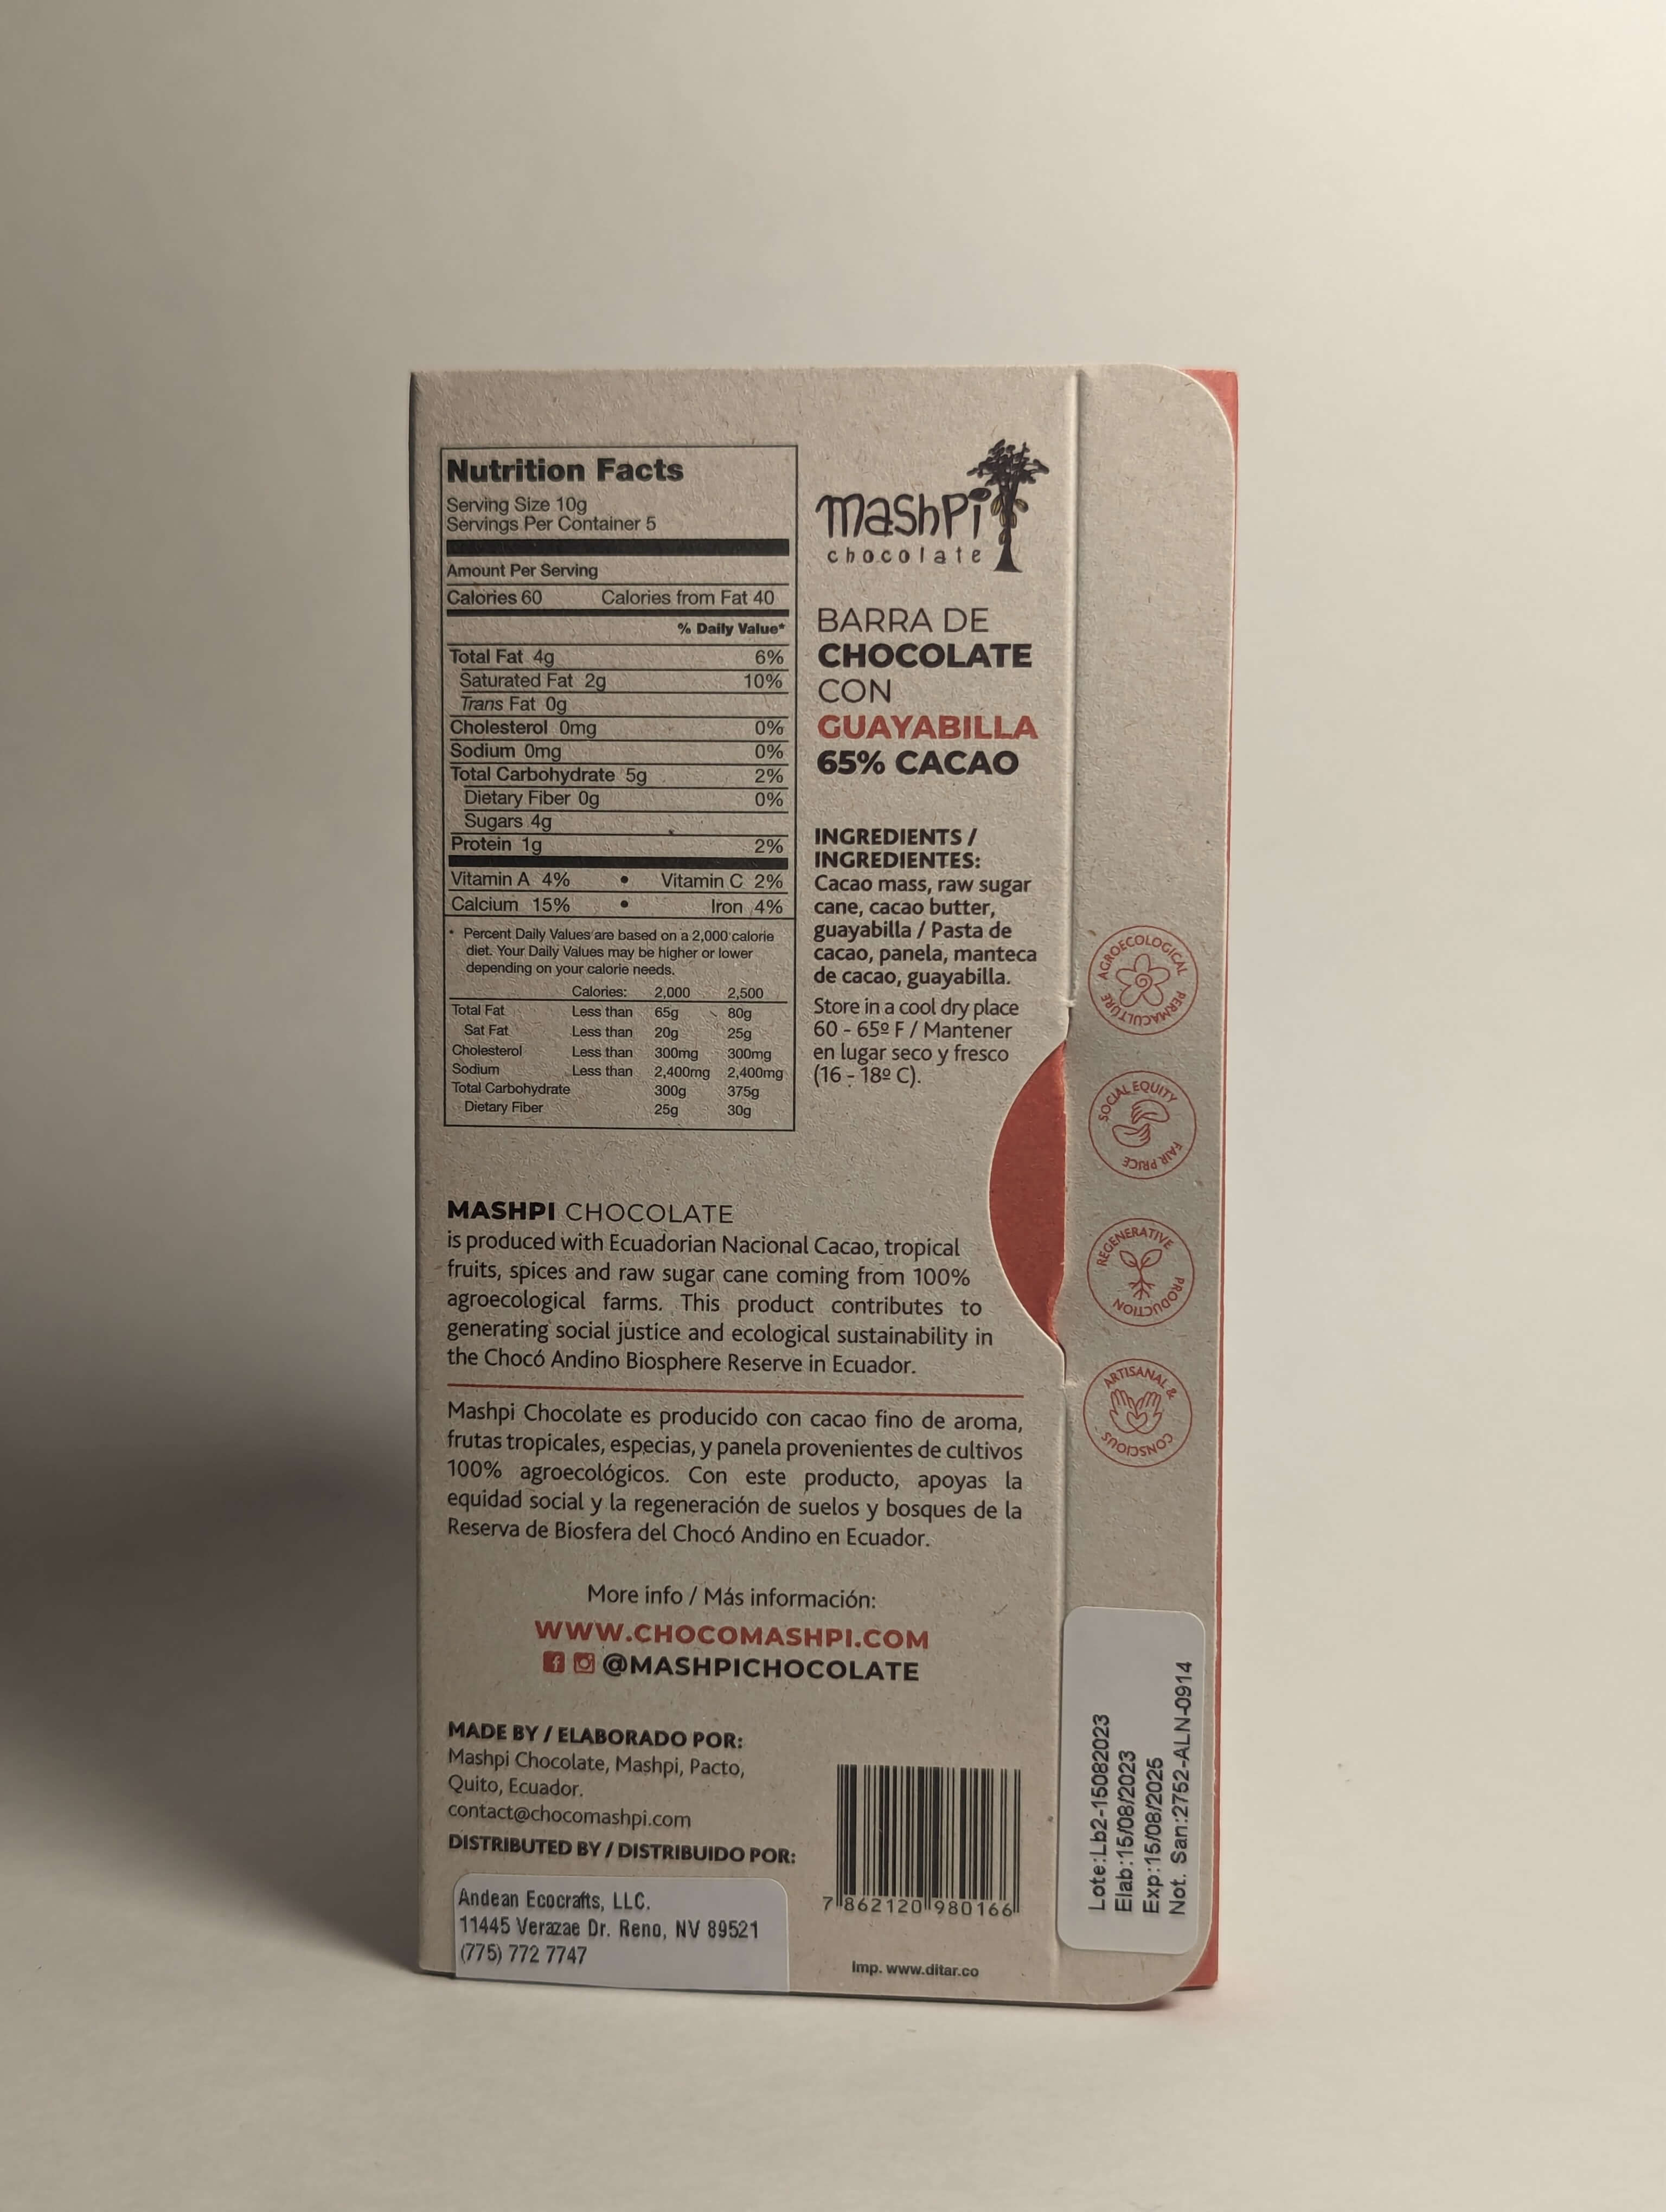 Nutrition Facts
Serving Size 10g
Servings Per Container 5
Amount Per Serving
Calories 60 Calories from Fat 40
% Daily Value*
Total Fat 4g 6%
Saturated Fat 2g 10%
Trans Fat 0g
Cholesterol 0mg 0%
Sodium 0mg 0%
Total Carbohydrate 5g 2%
Dietary Fiber 0g 0%
Sugars 4g
Protein 1g 2%
Vitamin A 4% • Vitamin C 2%
Calcium 15% • Iron 4%
* Percent Daily Values are based on a 2,000 calorie
diet. Your Daily Values may be higher or lower
depending on your calorie needs.
Calories: 2,000 2,500
Total Fat Less than 65g 80g
Sat Fat Less than 20g 25g
Cholesterol Less than 300mg 300mg
Sodium Less than 2,400mg 2,400mg
Total Carbohydrate 300g 375g
Dietary Fiber 25g 30g
mashpi
chocolate
BARRA DE
CHOCOLATE
CON
GUAYABILLA
65% CACAO
INGREDIENTS /
INGREDIENTES:
Cacao mass, raw sugar
cane, cacao butter,
guayabilla / Pasta de
cacao, panela, manteca
de cacao, guayabilla.
Store in a cool dry place
60 - 65º F / Mantener
en lugar seco y fresco
(16 - 18º C).
MASHPI CHOCOLATE
is produced with Ecuadorian Nacional Cacao, tropical
fruits, spices and raw sugar cane coming from 100%
agroecological farms. This product contributes to
generating social justice and ecological sustainability in
the Chocó Andino Biosphere Reserve in Ecuador.
Mashpi Chocolate es producido con cacao fino de aroma,
frutas tropicales, especias, y panela provenientes de cultivos
100% agroecológicos. Con este producto, apoyas la
equidad social y la regeneración de suelos y bosques de la
Reserva de Biosfera del Chocó Andino en Ecuador.
More info / Más información:
WWW.CHOCOMASHPI.COM
@MASHPICHOCOLATE
MADE BY / ELABORADO POR:
Mashpi Chocolate, Mashpi, Pacto,
Quito, Ecuador.
contact@chocomashpi.com
DISTRIBUTED BY / DISTRIBUIDO POR:
Andean Ecocrafts, LLC.
11445 Verazae Dr. Reno, NV 89521
(775) 772 7747
7 862120 980166
Imp. www.ditar.co
AGROECOLOGICAL
PERMACULTURE
SOCIAL EQUITY
FAIR PRICE
REGENERATIVE
PRODUCTION
ARTISANAL &
CONSCIOUS
Lote:Lb2-15082023
Elab:15/08/2023
Exp:15/08/2025
Not. San:2752-ALN-0914